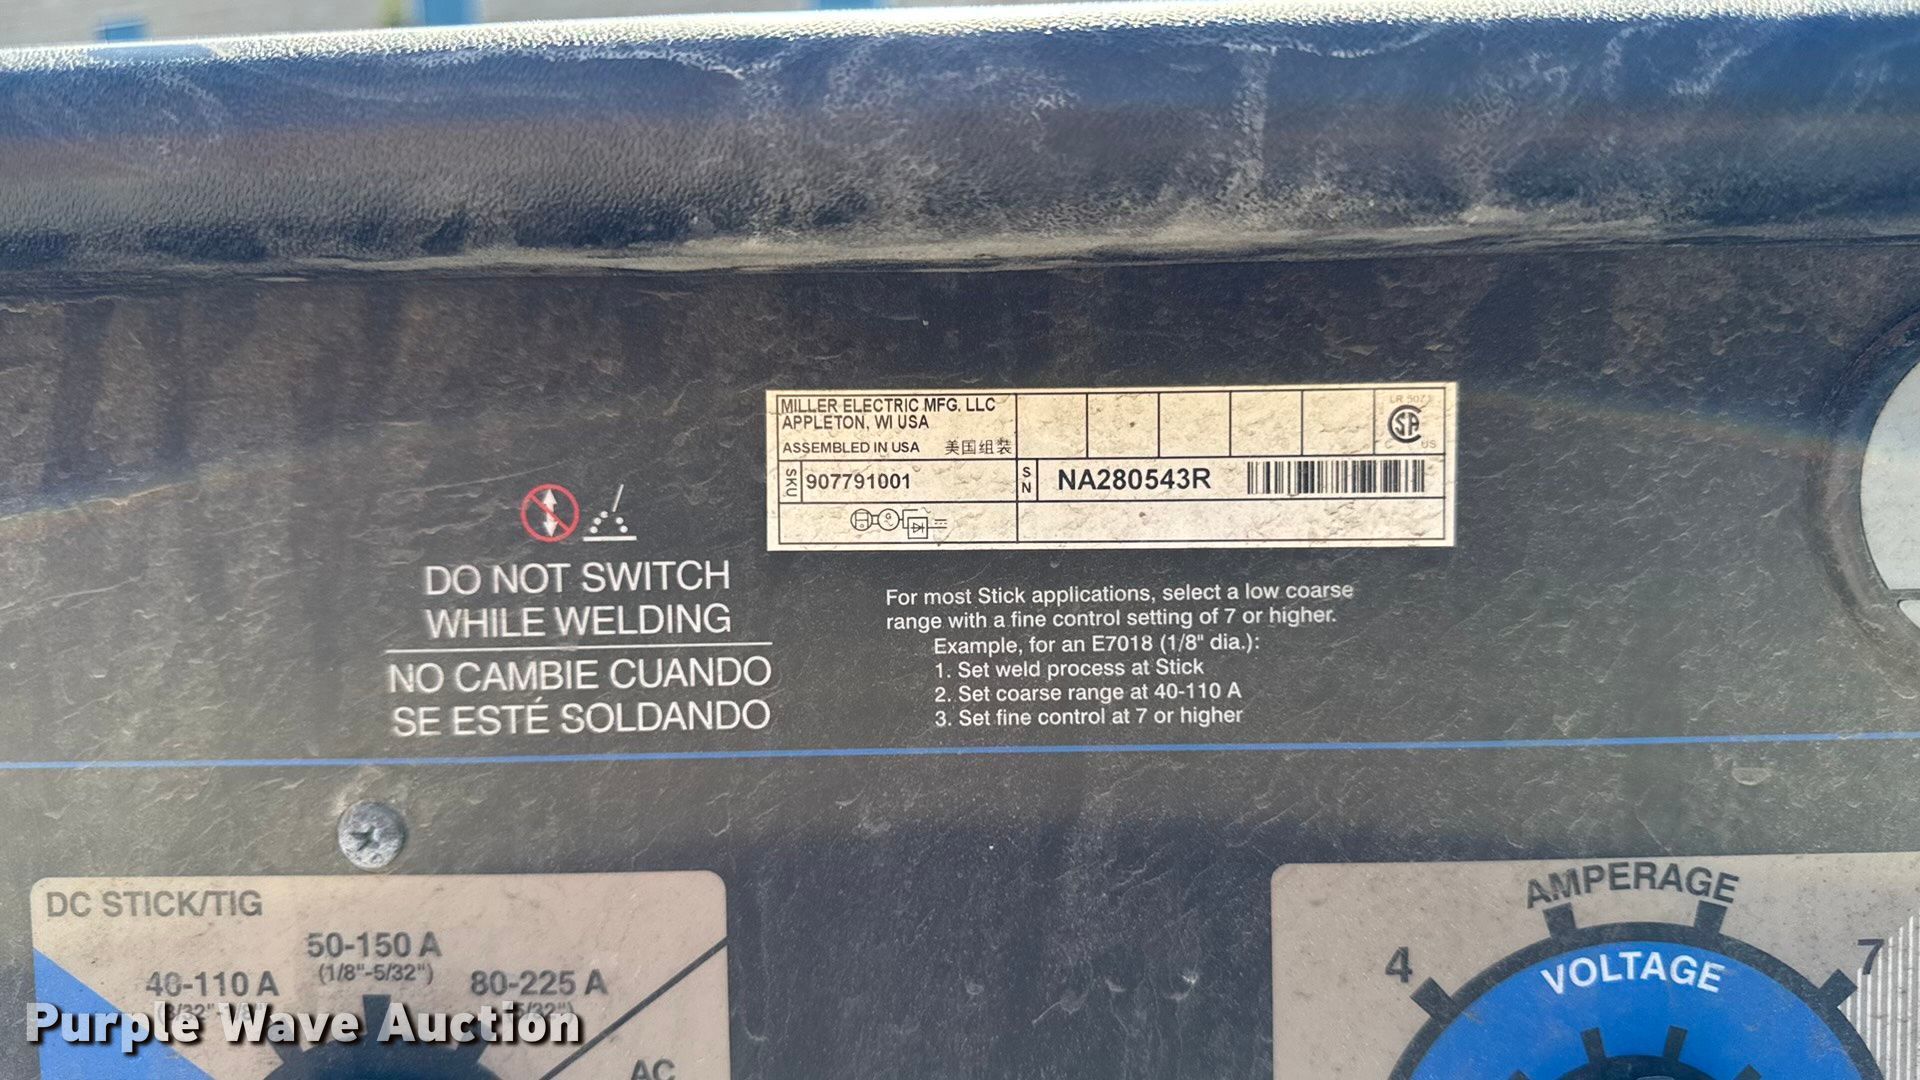 MILLER ELECTRIC MFG. LLC
APPLETON, WI USA
ASSEMBLED IN USA 美国组装
LR 5071
SA
US
SKU 907791001
SN NA280543R
DO NOT SWITCH
WHILE WELDING
NO CAMBIE CUANDO
SE ESTÉ SOLDANDO
For most Stick applications, select a low coarse
range with a fine control setting of 7 or higher.
Example, for an E7018 (1/8" dia.):
1. Set weld process at Stick
2. Set coarse range at 40-110 A
3. Set fine control at 7 or higher
DC STICK/TIG
50-150 A
(1/8"-5/32")
40-110 A
80-225 A
AC
AMPERAGE
VOLTAGE
4
7
Purple Wave Auction